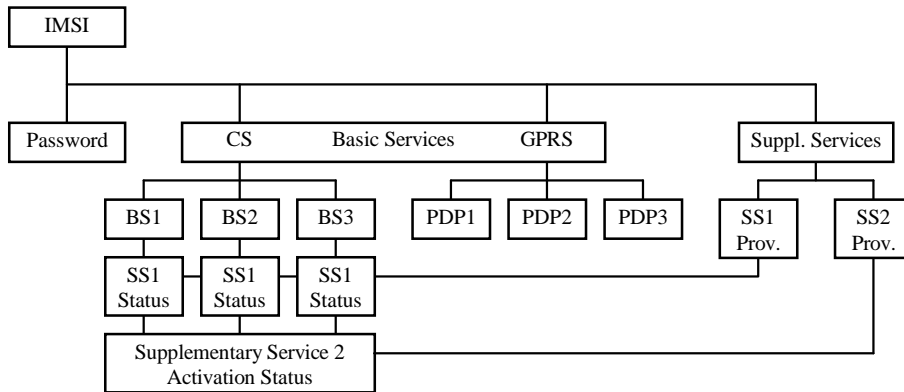 IMSI
Password
CS Basic Services GPRS
Suppl. Services
BS1
BS2
BS3
PDP1
PDP2
PDP3
SS1
Prov.
SS2
Prov.
SS1
Status
SS1
Status
SS1
Status
Supplementary Service 2
Activation Status